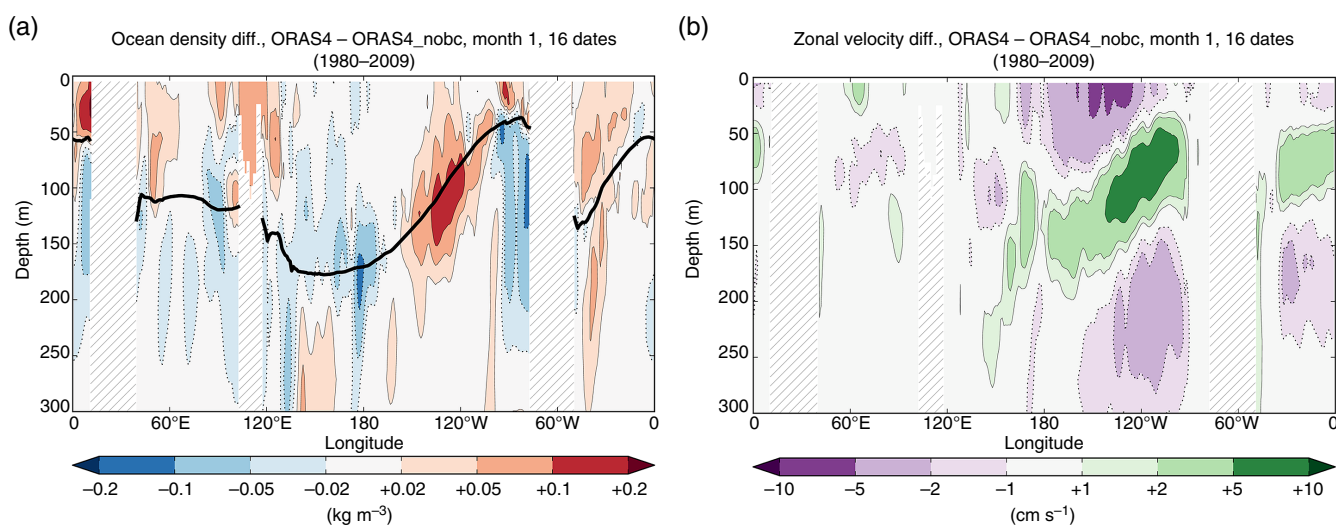 (a)
Ocean density diff., ORAS4 – ORAS4_nobc, month 1, 16 dates
(1980–2009)
Depth (m)
0
50
100
150
200
250
300
0
60°E
120°E
180
120°W
60°W
0
Longitude
−0.2
−0.1
−0.05
−0.02
+0.02
+0.05
+0.1
+0.2
(kg m−3)
(b)
Zonal velocity diff., ORAS4 – ORAS4_nobc, month 1, 16 dates
(1980–2009)
Depth (m)
0
50
100
150
200
250
300
0
60°E
120°E
180
120°W
60°W
0
Longitude
−10
−5
−2
−1
+1
+2
+5
+10
(cm s−1)